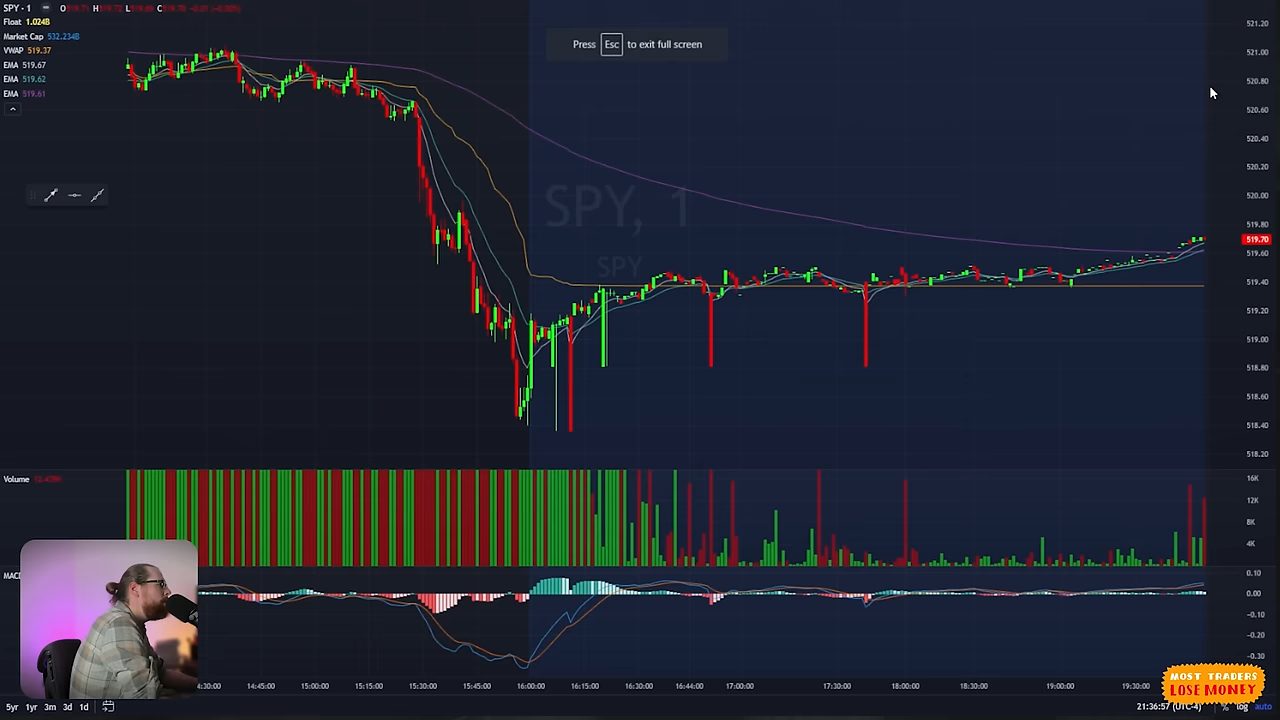 SPY · 1
Float 1.024B
Market Cap 532.234B
VWAP 519.37
EMA 519.67
EMA 519.62
EMA 519.61
Press Esc to exit full screen
SPY, 1
SPY
521.20
521.00
520.80
520.60
520.40
520.20
520.00
519.80
519.70
519.60
519.40
519.20
519.00
518.80
518.60
518.40
518.20
Volume
16K
12K
8K
4K
MACD
0.10
0.00
-0.10
-0.20
-0.30
4:30:00 14:45:00 15:00:00 15:15:00 15:30:00 15:45:00 16:00:00 16:15:00 16:30:00 16:44:00 17:00:00 17:30:00 18:00:00 18:30:00 19:00:00 19:30:00
MOST TRADERS
LOSE MONEY
5yr 1yr 3m 3d 1d 21:36:57 (UTC-4) % log auto